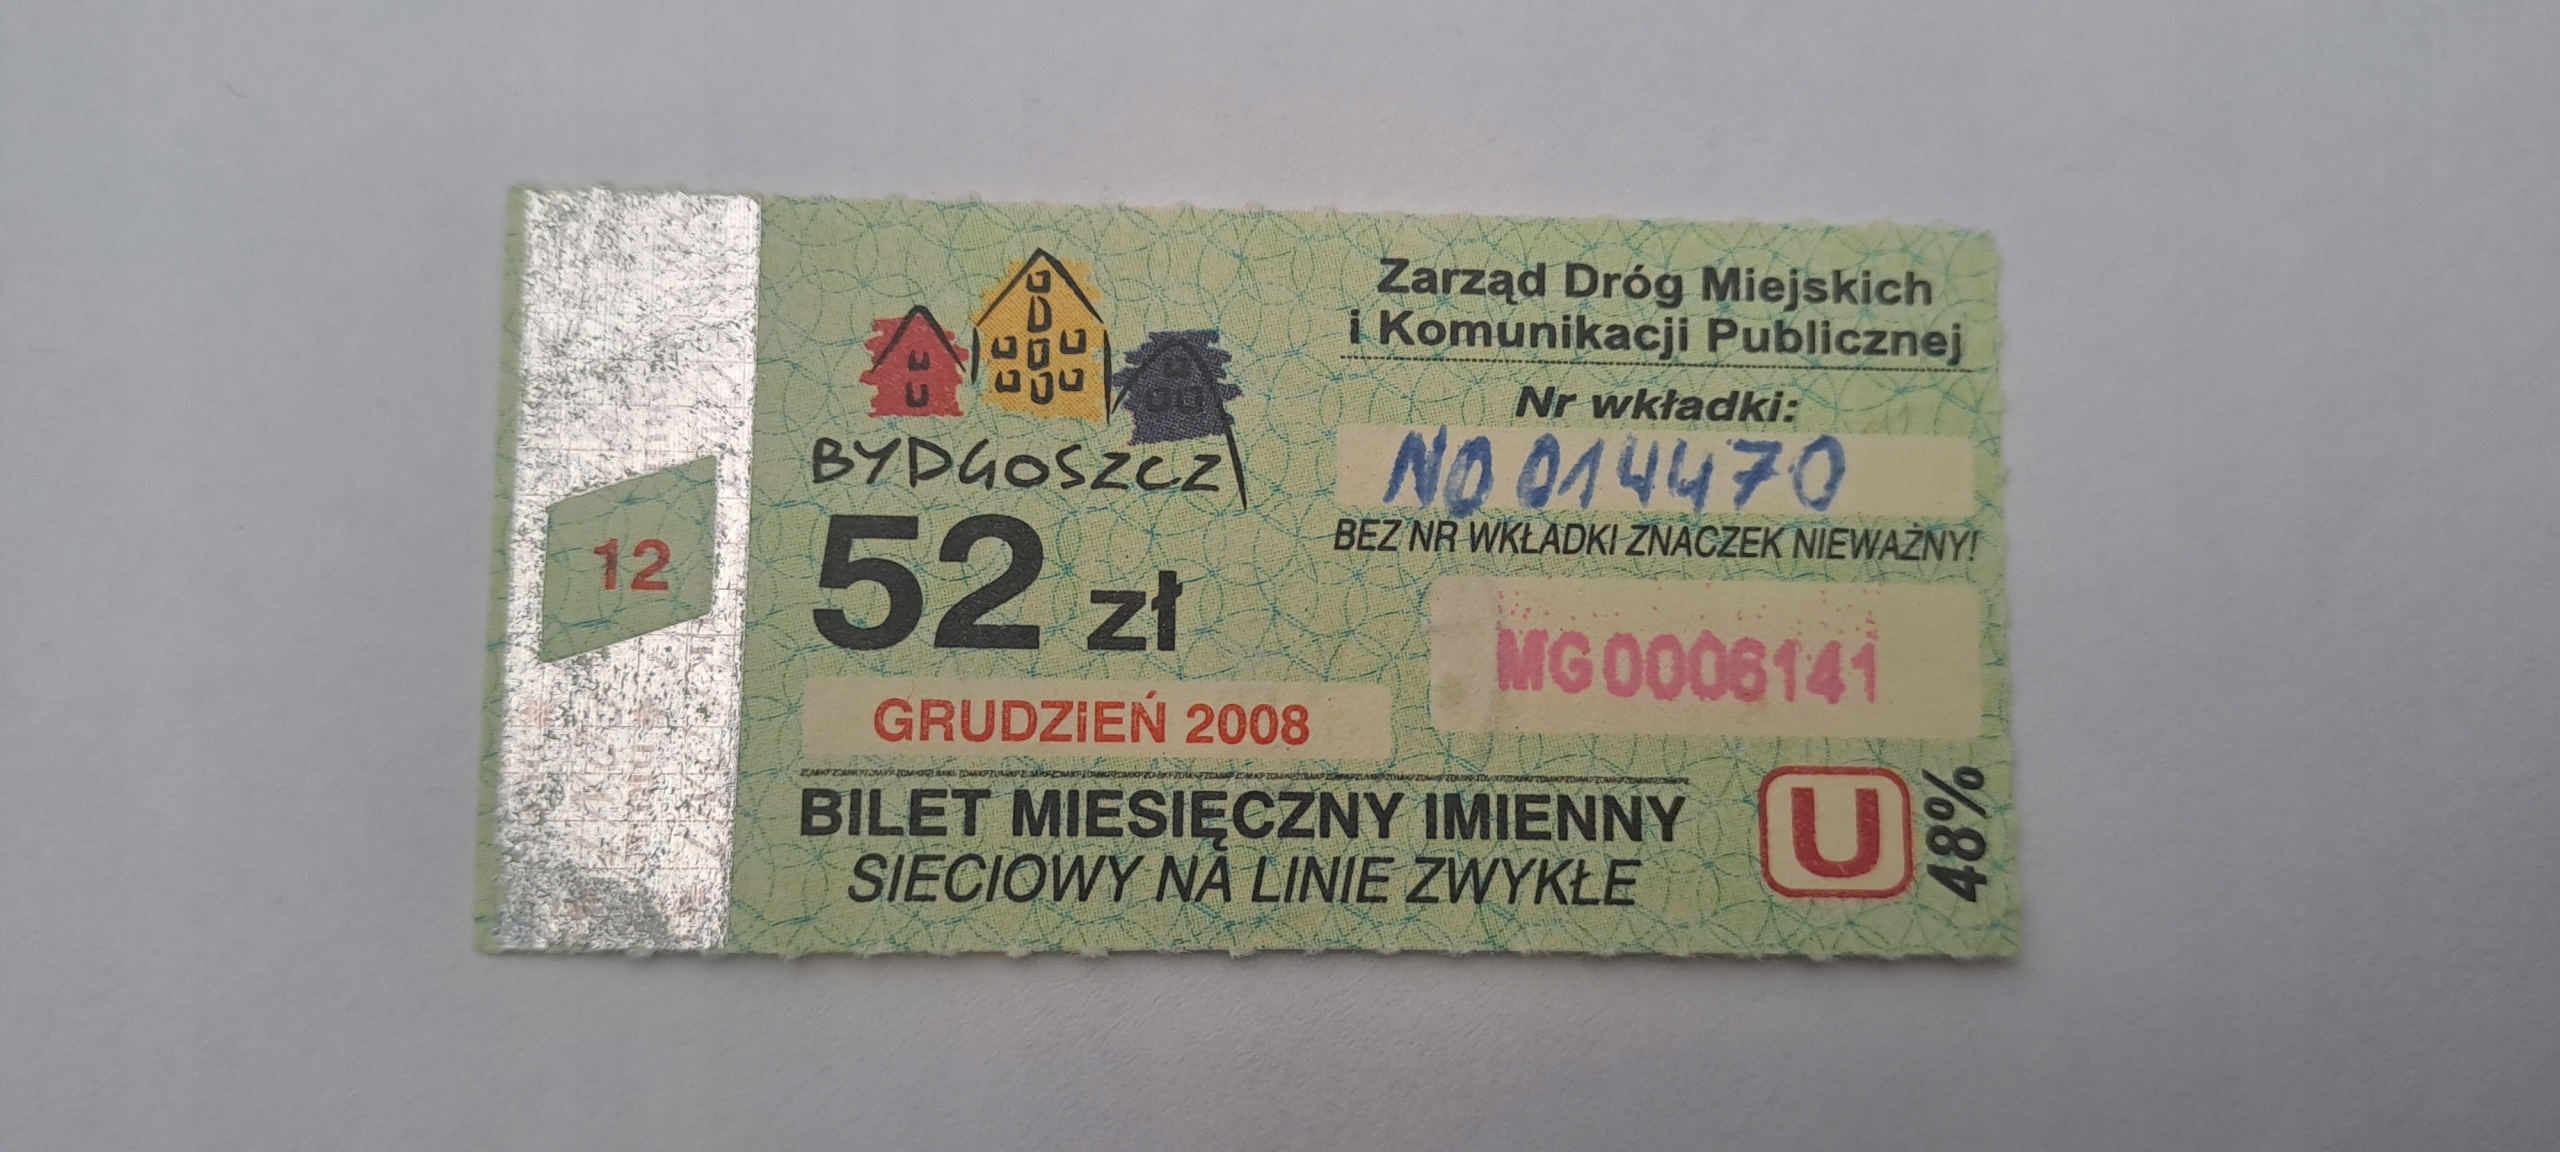 12
BYDGOSZCZ
52 zł
GRUDZIEŃ 2008
Zarząd Dróg Miejskich
i Komunikacji Publicznej
Nr wkładki:
NO 014470
BEZ NR WKŁADKI ZNACZEK NIEWAŻNY!
MG0006141
BILET MIESIĘCZNY IMIENNY
SIECIOWY NA LINIE ZWYKŁE
U
48%